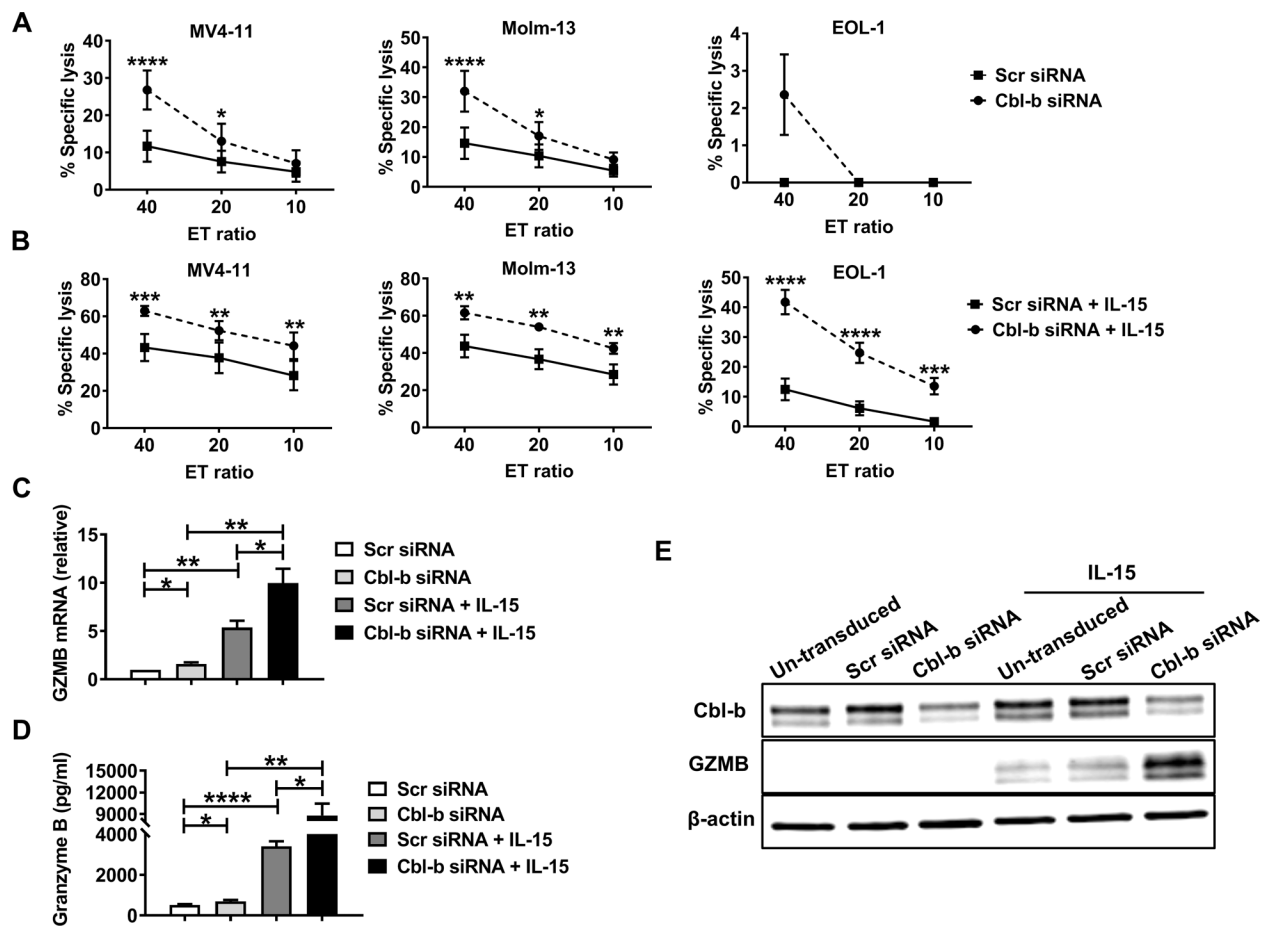 A
MV4-11
% Specific lysis
40
30
20
10
0
****
*
40 20 10
ET ratio
Molm-13
% Specific lysis
50
40
30
20
10
0
****
*
40 20 10
ET ratio
EOL-1
% Specific lysis
4
3
2
1
0
40 20 10
ET ratio
Scr siRNA
Cbl-b siRNA
B
MV4-11
% Specific lysis
80
60
40
20
0
***
**
**
40 20 10
ET ratio
Molm-13
% Specific lysis
80
60
40
20
0
**
**
**
40 20 10
ET ratio
EOL-1
% Specific lysis
50
40
30
20
10
0
****
****
***
40 20 10
ET ratio
Scr siRNA + IL-15
Cbl-b siRNA + IL-15
C
GZMB mRNA (relative)
15
10
5
0
**
*
**
*
Scr siRNA
Cbl-b siRNA
Scr siRNA + IL-15
Cbl-b siRNA + IL-15
D
Granzyme B (pg/ml)
15000
12000
9000
4000
2000
0
**
*
****
*
Scr siRNA
Cbl-b siRNA
Scr siRNA + IL-15
Cbl-b siRNA + IL-15
E
IL-15
Un-transduced
Scr siRNA
Cbl-b siRNA
Un-transduced
Scr siRNA
Cbl-b siRNA
Cbl-b
GZMB
β-actin